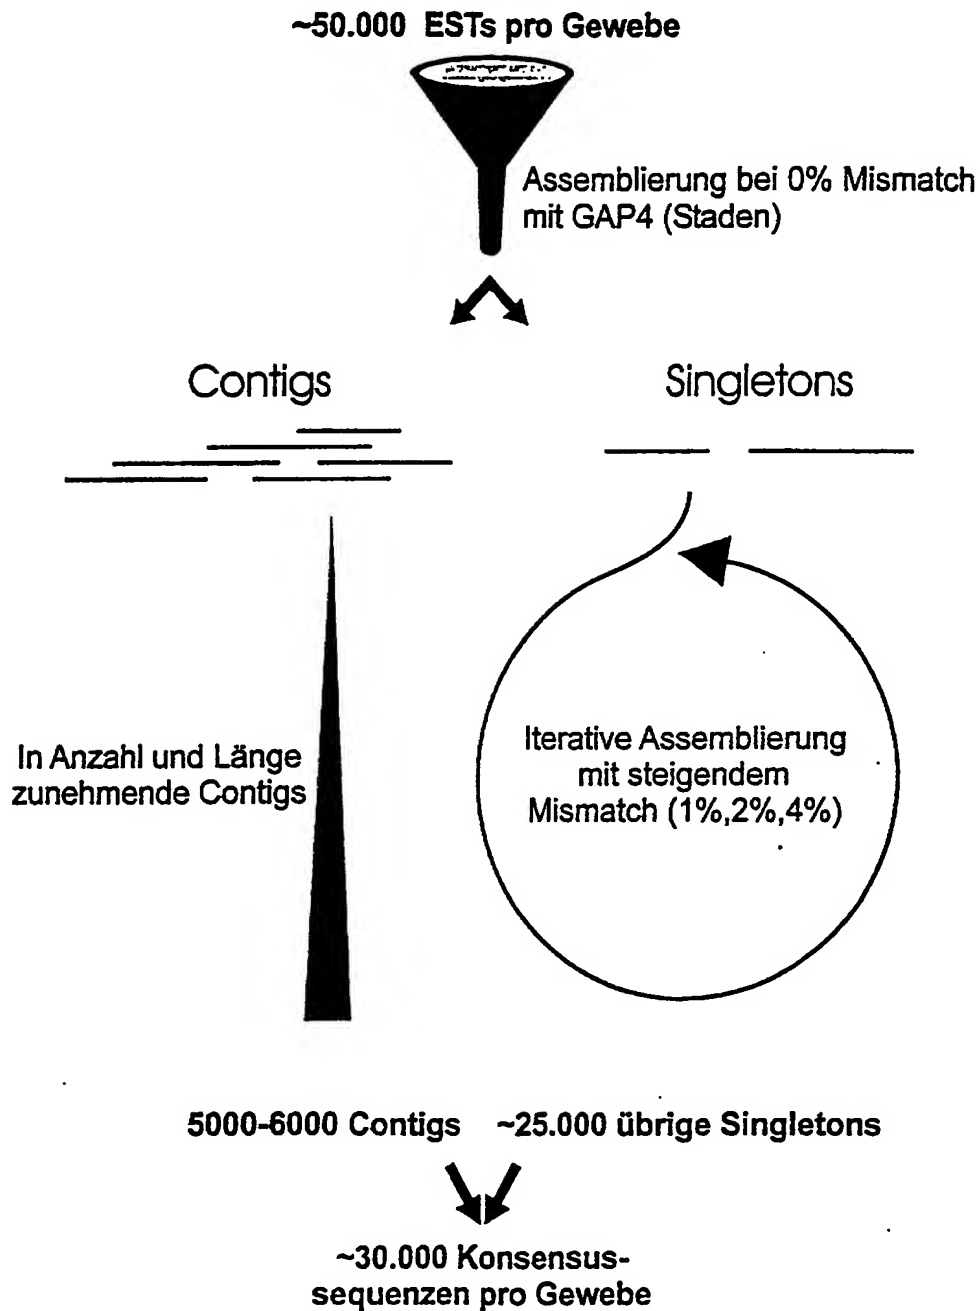 ~50.000 ESTs pro Gewebe
Assemblierung bei 0% Mismatch
mit GAP4 (Staden)
Contigs
Singletons
In Anzahl und Länge
zunehmende Contigs
Iterative Assemblierung
mit steigendem
Mismatch (1%,2%,4%)
5000-6000 Contigs
~25.000 übrige Singletons
~30.000 Konsensus-
sequenzen pro Gewebe